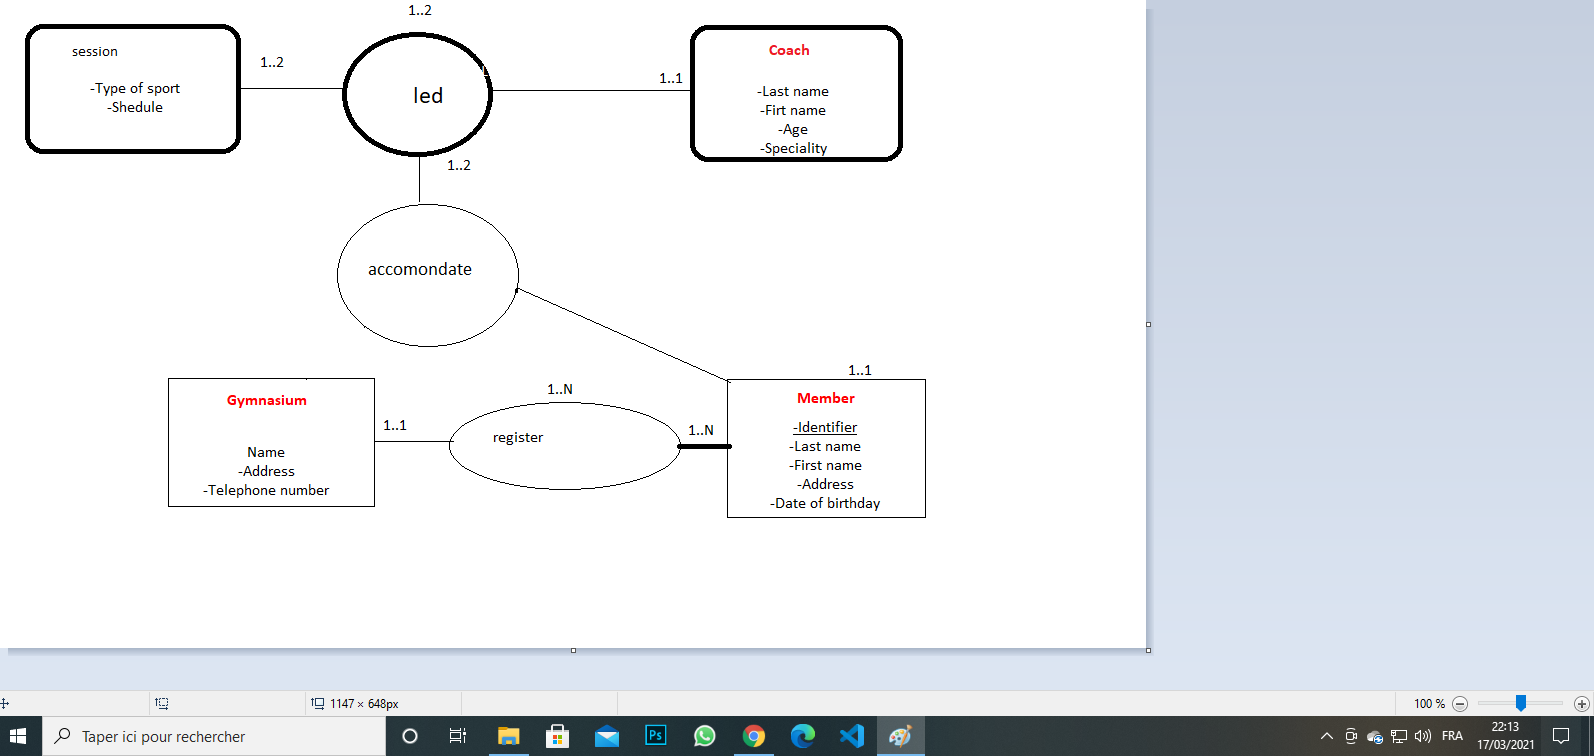 1..2
session
-Type of sport
-Shedule
1..2
led
1..1
Coach
-Last name
-Firt name
-Age
-Speciality
1..2
accomondate
1..1
Gymnasium
Name
-Address
-Telephone number
1..1
1..N
register
1..N
Member
-Identifier
-Last name
-First name
-Address
-Date of birthday
1147 × 648px
100 %
Taper ici pour rechercher
Ps
FRA
22:13
17/03/2021